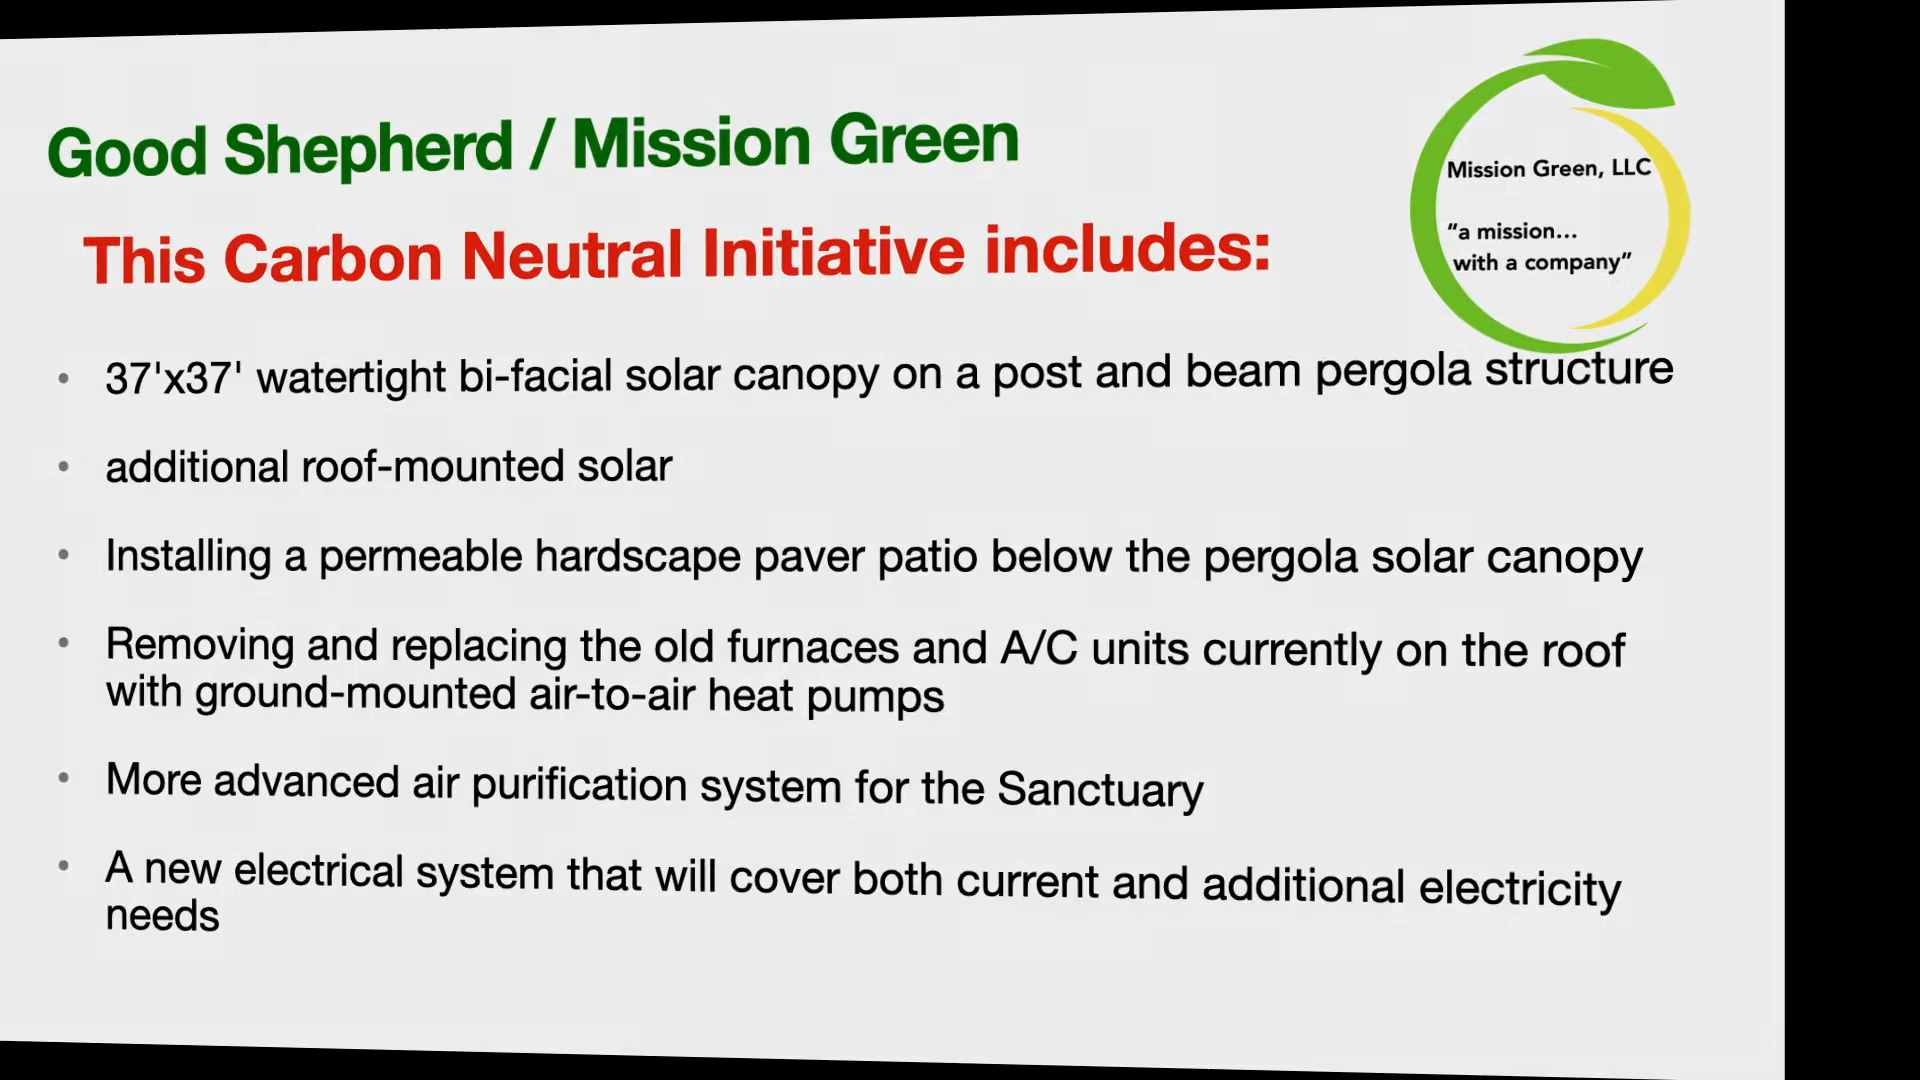 Good Shepherd / Mission Green
Mission Green, LLC
“a mission...
with a company”
This Carbon Neutral Initiative includes:
• 37'x37' watertight bi-facial solar canopy on a post and beam pergola structure
• additional roof-mounted solar
• Installing a permeable hardscape paver patio below the pergola solar canopy
• Removing and replacing the old furnaces and A/C units currently on the roof
with ground-mounted air-to-air heat pumps
• More advanced air purification system for the Sanctuary
• A new electrical system that will cover both current and additional electricity
needs